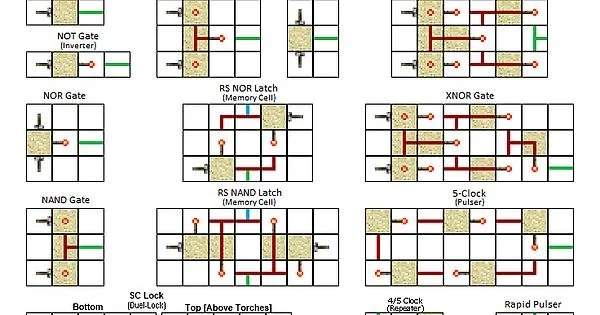 NOT Gate
(Inverter)
NOR Gate
RS NOR Latch
(Memory Cell)
XNOR Gate
NAND Gate
RS NAND Latch
(Memory Cell)
5-Clock
(Pulser)
Bottom
SC Lock
(Duel-Lock)
Top [Above Torches]
4/5 Clock
(Repeater)
Rapid Pulser